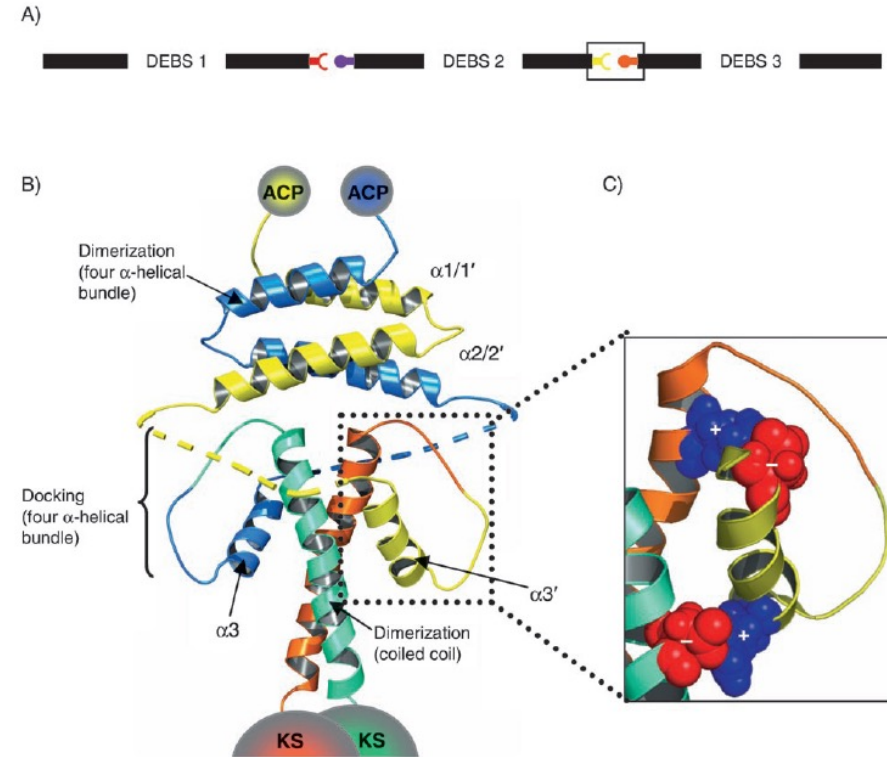 A)
DEBS 1
DEBS 2
DEBS 3
B)
C)
ACP
ACP
Dimerization
(four α-helical
bundle)
α1/1′
α2/2′
Docking
(four α-helical
bundle)
α3
α3′
Dimerization
(coiled coil)
KS
KS
+
−
−
+